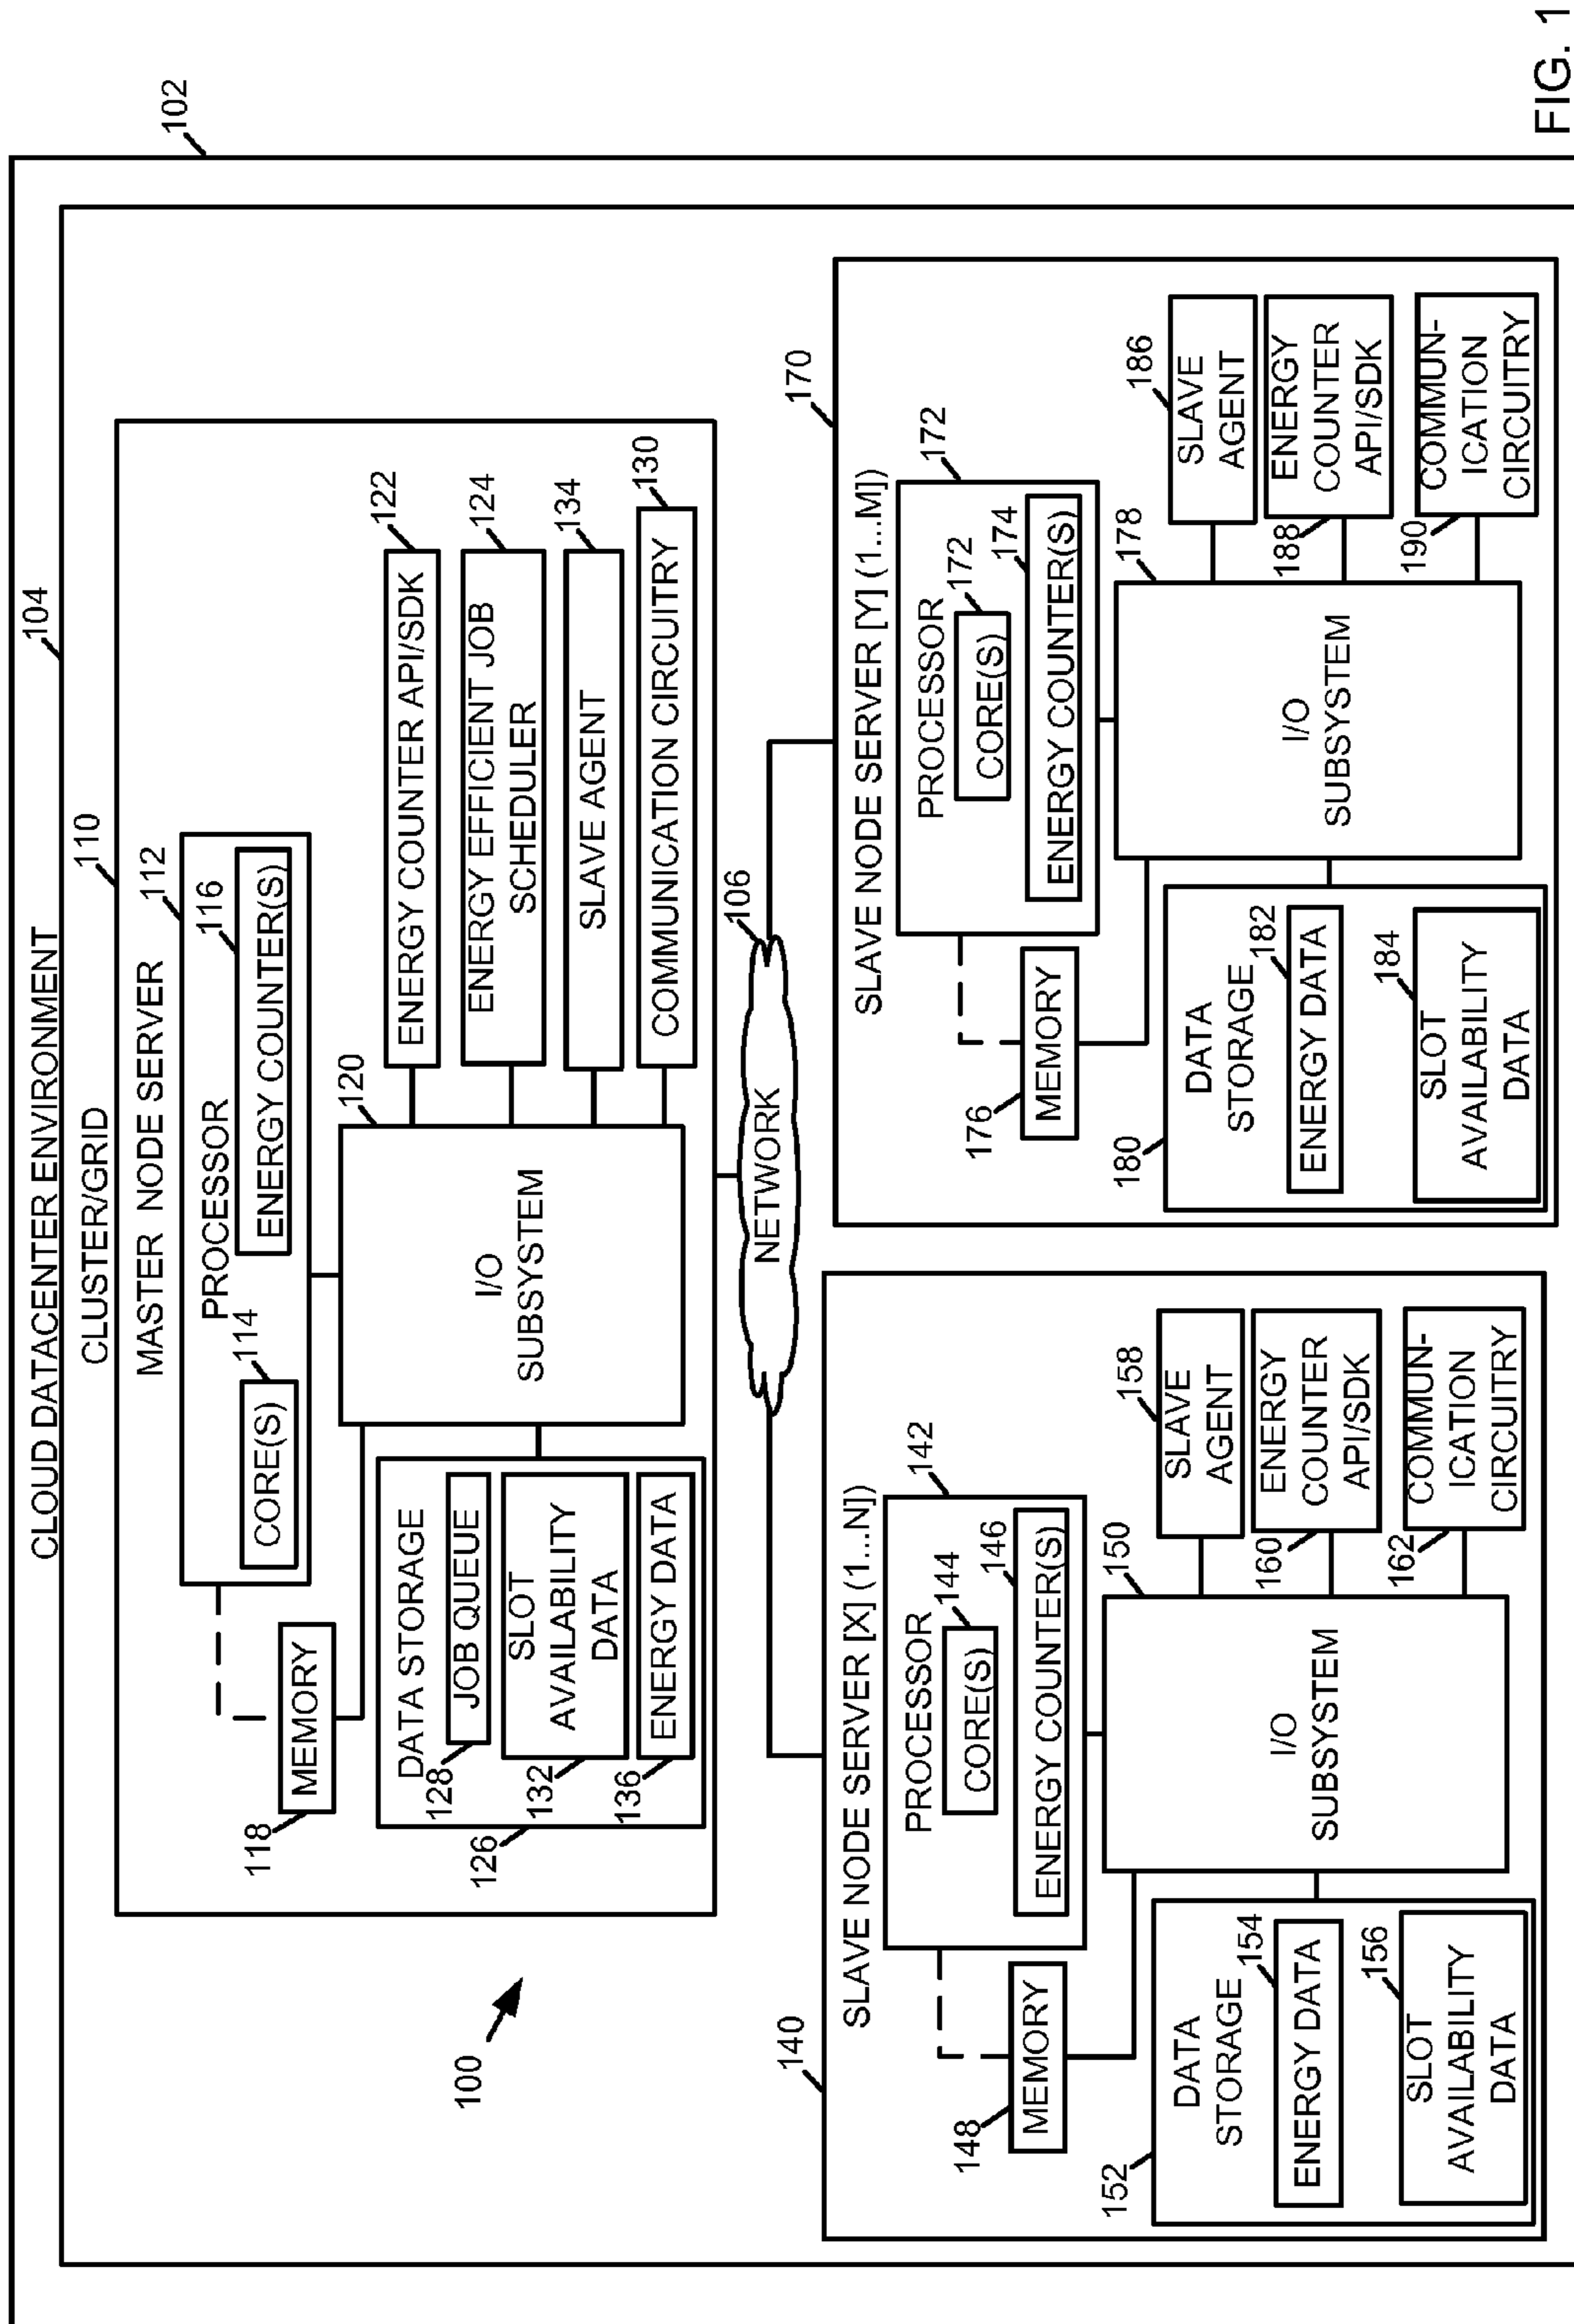 CLOUD DATACENTER ENVIRONMENT
104
102
CLUSTER/GRID
110
MASTER NODE SERVER
112
PROCESSOR
114
CORE(S)
116
ENERGY COUNTER(S)
118
MEMORY
120
I/O
SUBSYSTEM
ENERGY COUNTER API/SDK
122
ENERGY EFFICIENT JOB
SCHEDULER
124
SLAVE AGENT
134
COMMUNICATION CIRCUITRY
130
DATA STORAGE
126
128
JOB QUEUE
132
SLOT
AVAILABILITY
DATA
136
ENERGY DATA
100
NETWORK
106
140
SLAVE NODE SERVER [X] (1...N])
PROCESSOR
142
CORE(S)
144
ENERGY COUNTER(S)
146
148
MEMORY
150
I/O
SUBSYSTEM
152
DATA
STORAGE
154
ENERGY DATA
156
SLOT
AVAILABILITY
DATA
SLAVE
AGENT
158
ENERGY
COUNTER
API/SDK
160
COMMUN-
ICATION
CIRCUITRY
162
170
SLAVE NODE SERVER [Y] (1...M])
PROCESSOR
172
CORE(S)
172
ENERGY COUNTER(S)
174
176
MEMORY
178
I/O
SUBSYSTEM
180
DATA
STORAGE
182
ENERGY DATA
184
SLOT
AVAILABILITY
DATA
SLAVE
AGENT
186
ENERGY
COUNTER
API/SDK
188
COMMUN-
ICATION
CIRCUITRY
190
FIG. 1